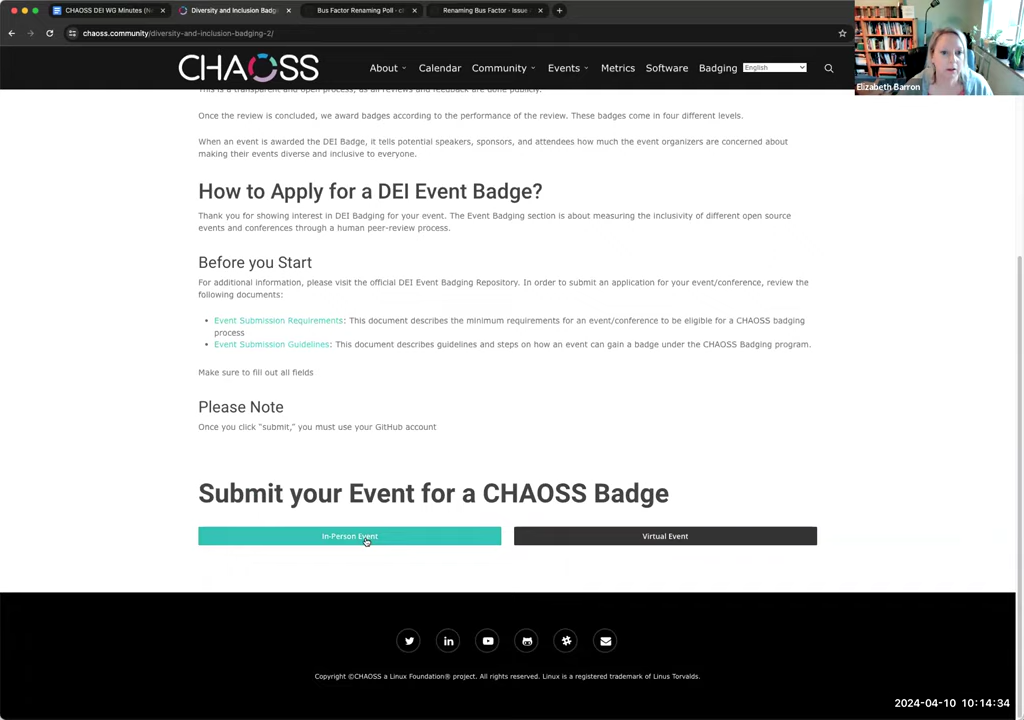 CHAOSS DEI WG Minutes (N
Diversity and Inclusion Badg
Bus Factor Renaming Poll - c
Renaming Bus Factor · Issue
chaoss.community/diversity-and-inclusion-badging-2/
CHAOSS
About
Calendar
Community
Events
Metrics
Software
Badging
English
Elizabeth Barron
This is a transparent and open process, as all reviews and feedback are done publicly.
Once the review is concluded, we award badges according to the performance of the review. These badges come in four different levels.
When an event is awarded the DEI Badge, it tells potential speakers, sponsors, and attendees how much the event organizers are concerned about
making their events diverse and inclusive to everyone.
How to Apply for a DEI Event Badge?
Thank you for showing interest in DEI Badging for your event. The Event Badging section is about measuring the inclusivity of different open source
events and conferences through a human peer-review process.
Before you Start
For additional information, please visit the official DEI Event Badging Repository. In order to submit an application for your event/conference, review the
following documents:
• Event Submission Requirements: This document describes the minimum requirements for an event/conference to be eligible for a CHAOSS badging
process
• Event Submission Guidelines: This document describes guidelines and steps on how an event can gain a badge under the CHAOSS Badging program.
Make sure to fill out all fields
Please Note
Once you click "submit," you must use your GitHub account
Submit your Event for a CHAOSS Badge
In-Person Event
Virtual Event
Copyright ©CHAOSS a Linux Foundation® project. All rights reserved. Linux is a registered trademark of Linus Torvalds.
2024-04-10 10:14:34